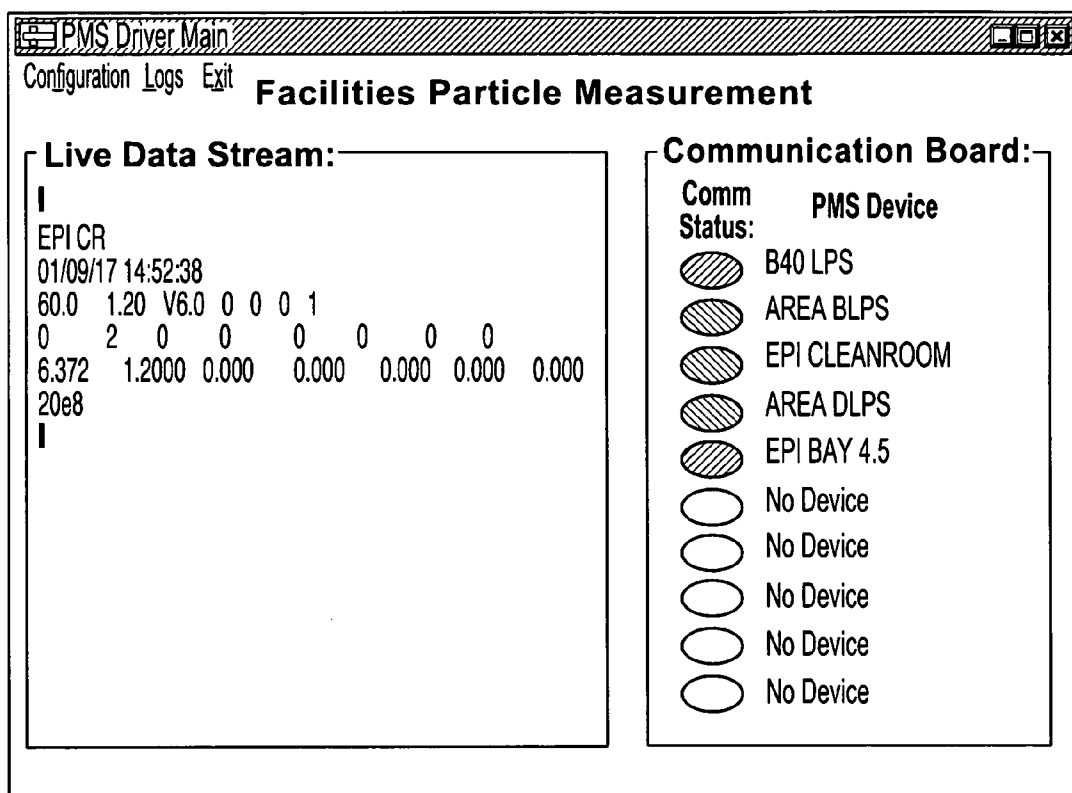 PMS Driver Main
Configuration Logs Exit
Facilities Particle Measurement
Live Data Stream:
EPI CR
01/09/17 14:52:38
60.0 1.20 V6.0 0 0 0 1
0 2 0 0 0 0 0 0
6.372 1.2000 0.000 0.000 0.000 0.000 0.000
20e8
Communication Board:
Comm Status:
PMS Device
B40 LPS
AREA BLPS
EPI CLEANROOM
AREA DLPS
EPI BAY 4.5
No Device
No Device
No Device
No Device
No Device